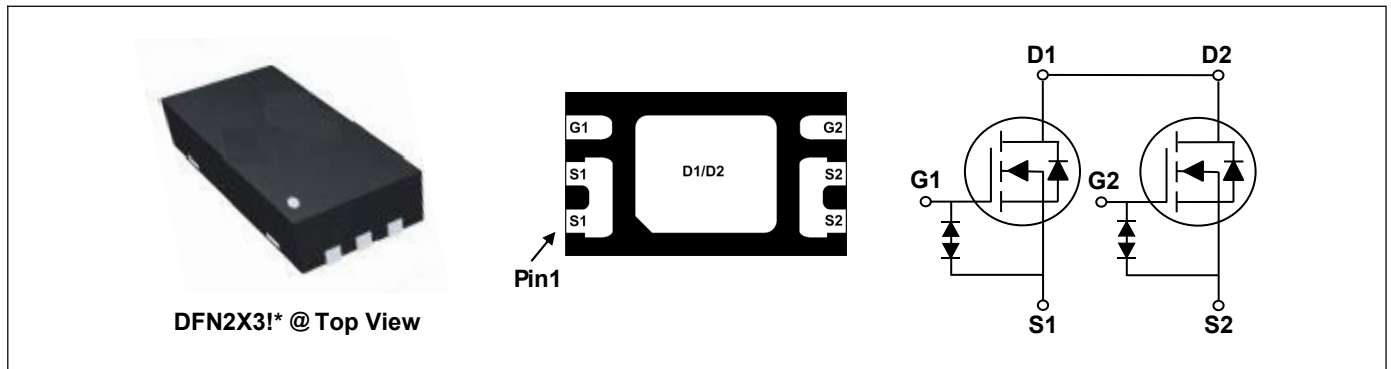 DFN2X3!* @ Top View
G1
G2
S1
D1/D2
S2
S1
S2
Pin1
D1
D2
G1
G2
S1
S2